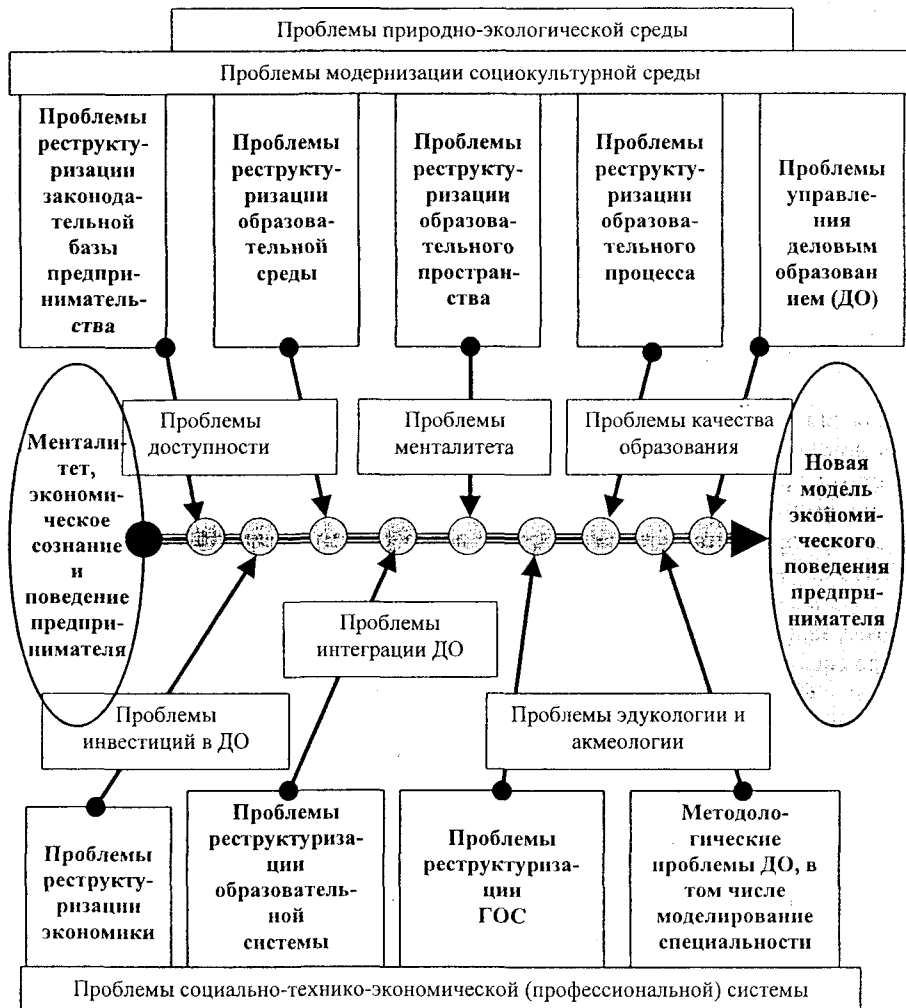 Проблемы природно-экологической среды
Проблемы модернизации социокультурной среды
Проблемы
реструкту-
ризации
законода-
тельной
базы
предпри-
ниматель-
ства
Проблемы
реструкту-
ризации
образова-
тельной
среды
Проблемы
реструкту-
ризации
образова-
тельного
простран-
ства
Проблемы
реструкту-
ризации
образова-
тельного
процесса
Проблемы
управле-
ния
деловым
образован
ием (ДО)
Проблемы
доступности
Проблемы
менталитета
Проблемы качества
образования
Ментали-
тет,
экономи-
ческое
сознание
и
поведение
предпри-
нимателя
Новая
модель
экономи-
ческого
поведения
предпри-
нимателя
Проблемы
интеграции ДО
Проблемы
инвестиций в ДО
Проблемы эдукологии и
акмеологии
Проблемы
реструкту-
ризации
экономики
Проблемы
реструктуриза-
ции
образователь-
ной
системы
Проблемы
реструктуриза-
ции
ГОС
Методоло-
гические
проблемы ДО, в
том числе
моделирование
специальности
Проблемы социально-технико-экономической (профессиональной) системы